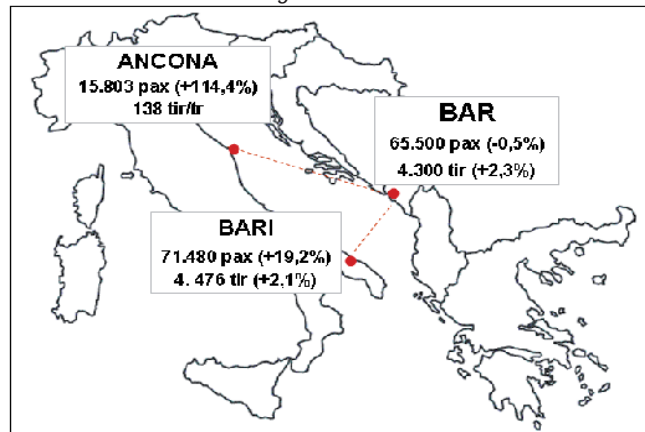 ANCONA
15.803 pax (+114,4%)
138 tir/tr
BAR
65.500 pax (-0,5%)
4.300 tir (+2,3%)
BARI
71.480 pax (+19,2%)
4. 476 tir (+2,1%)